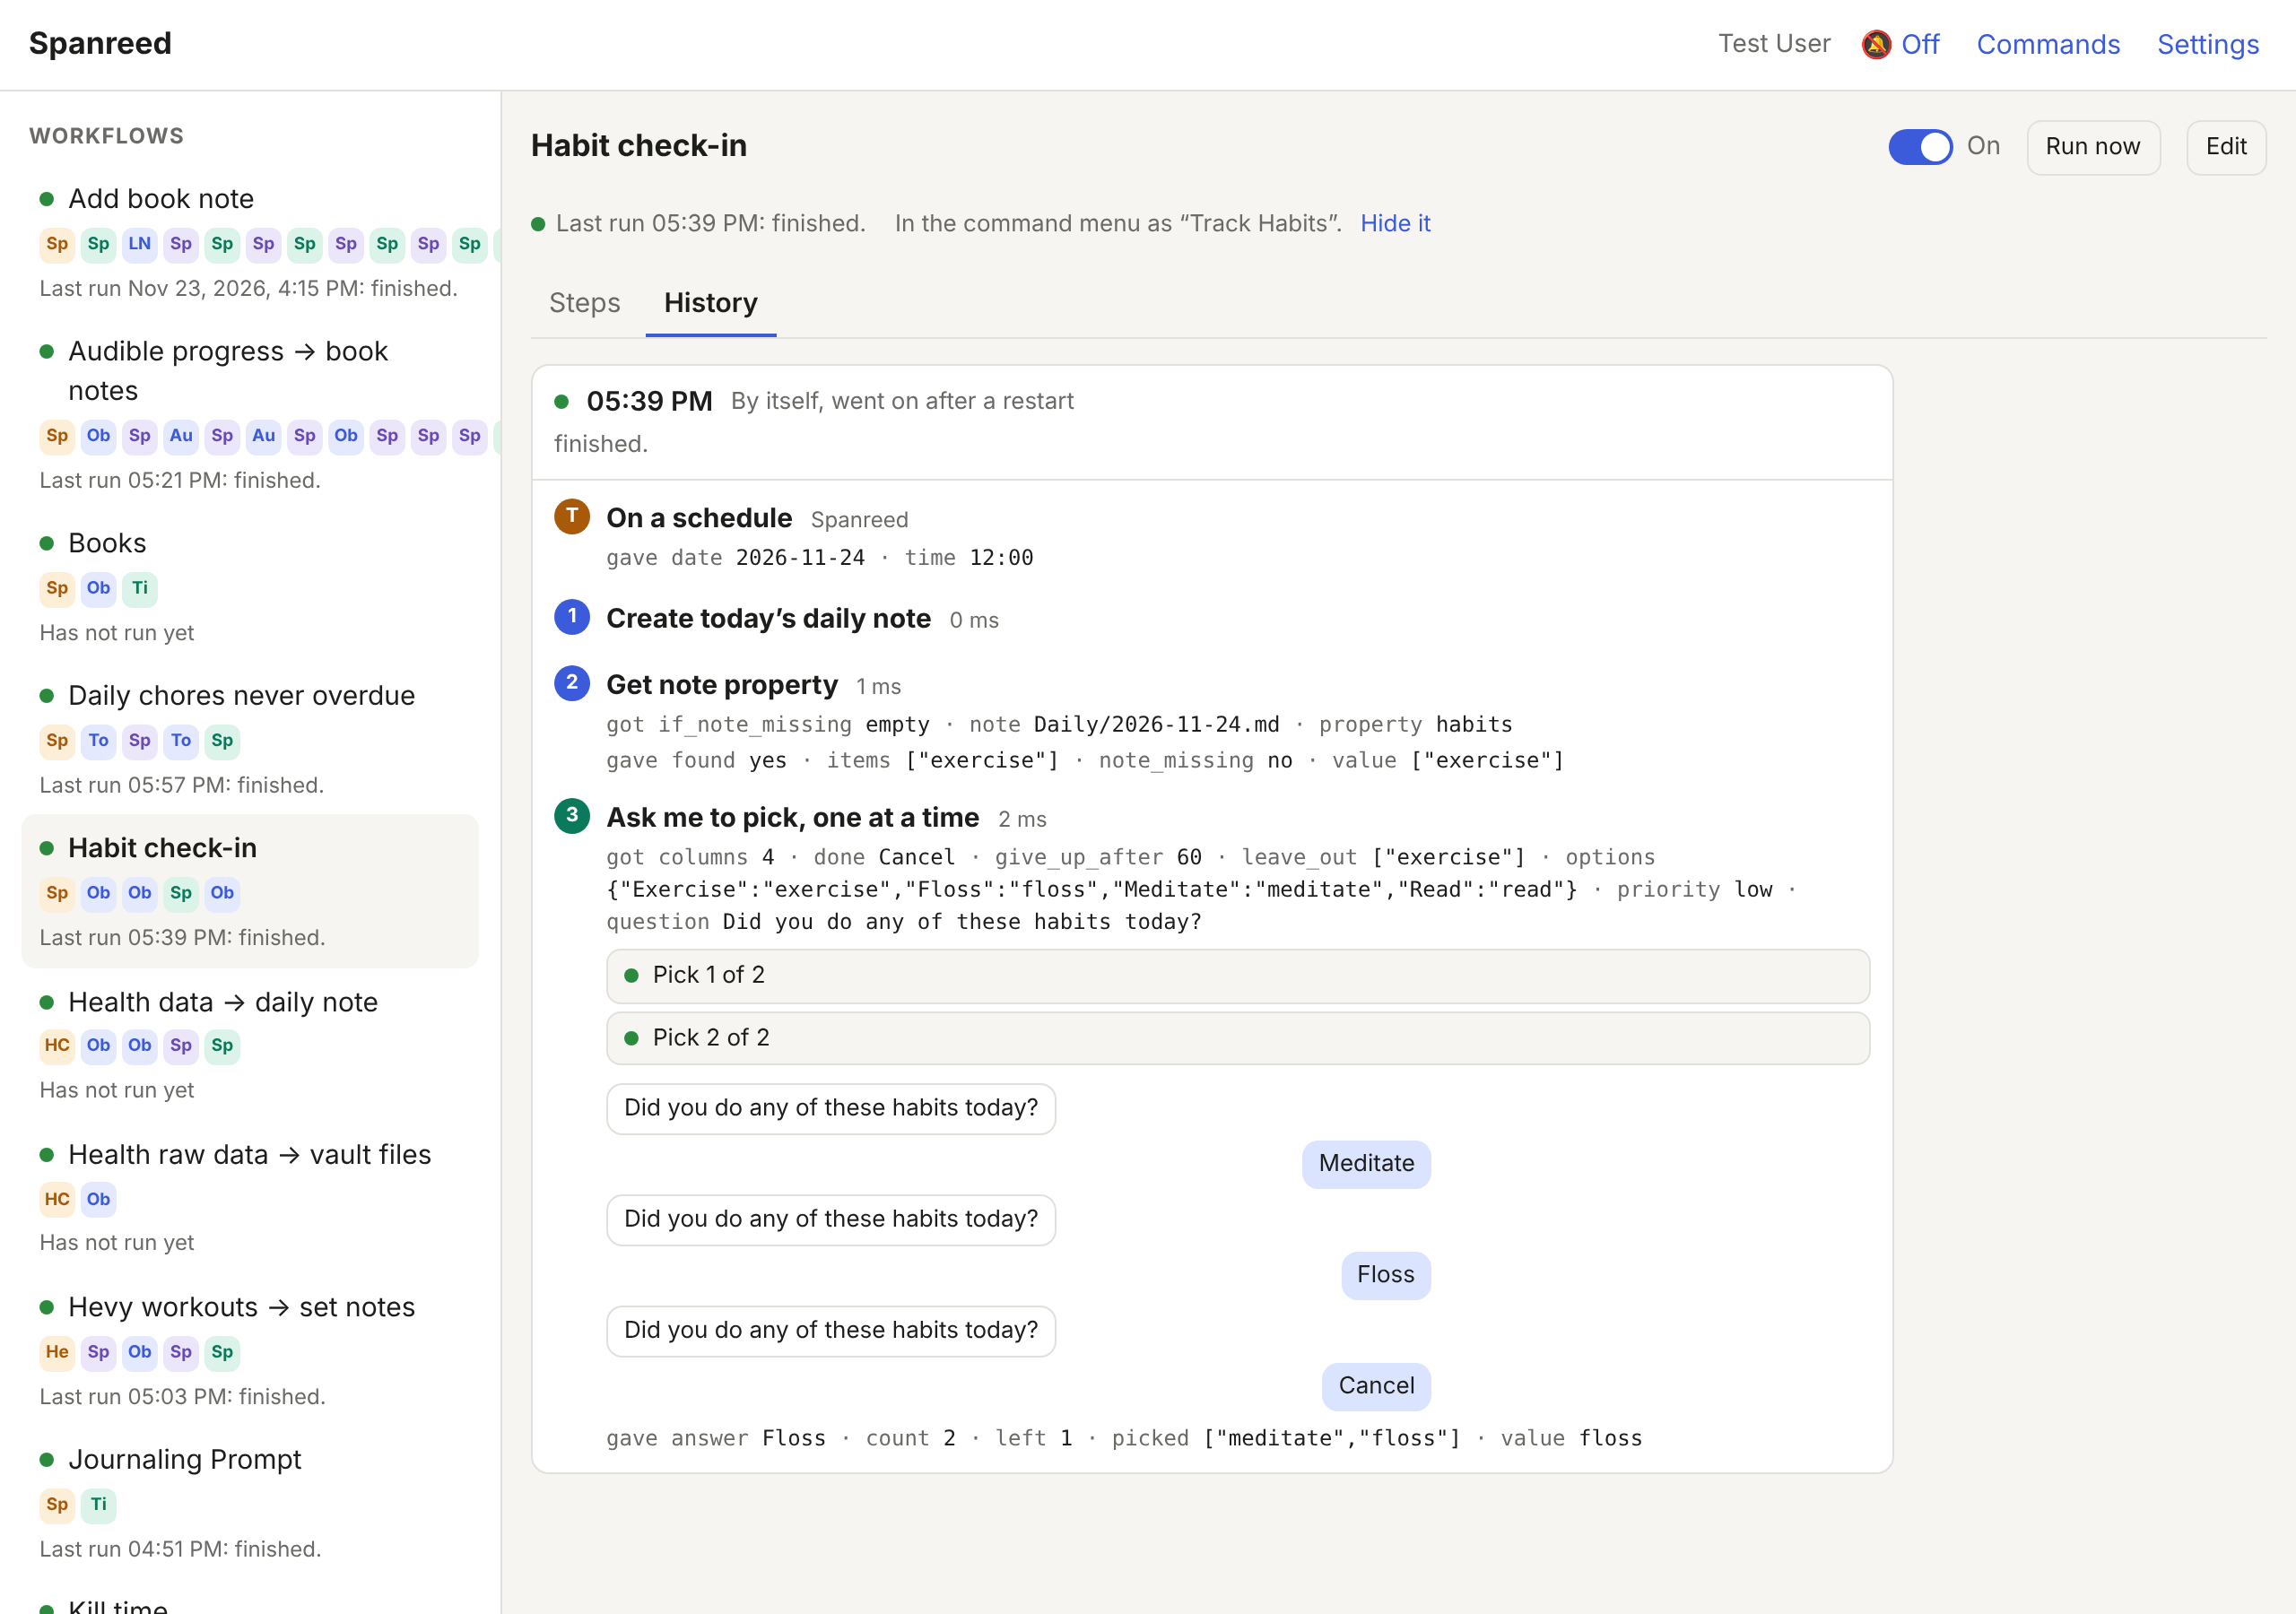 Spanreed
Test User
Off
Commands
Settings
WORKFLOWS
Add book note
Sp Sp LN Sp Sp Sp Sp Sp Sp Sp Sp
Last run Nov 23, 2026, 4:15 PM: finished.
Audible progress → book
notes
Sp Ob Sp Au Sp Au Sp Ob Sp Sp Sp
Last run 05:21 PM: finished.
Books
Sp Ob Ti
Has not run yet
Daily chores never overdue
Sp To Sp To Sp
Last run 05:57 PM: finished.
Habit check-in
Sp Ob Ob Sp Ob
Last run 05:39 PM: finished.
Health data → daily note
HC Ob Ob Sp Sp
Has not run yet
Health raw data → vault files
HC Ob
Has not run yet
Hevy workouts → set notes
He Sp Ob Sp Sp
Last run 05:03 PM: finished.
Journaling Prompt
Sp Ti
Last run 04:51 PM: finished.
Kill time
Habit check-in
On
Run now
Edit
Last run 05:39 PM: finished. In the command menu as “Track Habits”. Hide it
Steps
History
05:39 PM By itself, went on after a restart
finished.
T On a schedule Spanreed
gave date 2026-11-24 · time 12:00
1 Create today’s daily note 0 ms
2 Get note property 1 ms
got if_note_missing empty · note Daily/2026-11-24.md · property habits
gave found yes · items ["exercise"] · note_missing no · value ["exercise"]
3 Ask me to pick, one at a time 2 ms
got columns 4 · done Cancel · give_up_after 60 · leave_out ["exercise"] · options
{"Exercise":"exercise","Floss":"floss","Meditate":"meditate","Read":"read"} · priority low ·
question Did you do any of these habits today?
Pick 1 of 2
Pick 2 of 2
Did you do any of these habits today?
Meditate
Did you do any of these habits today?
Floss
Did you do any of these habits today?
Cancel
gave answer Floss · count 2 · left 1 · picked ["meditate","floss"] · value floss